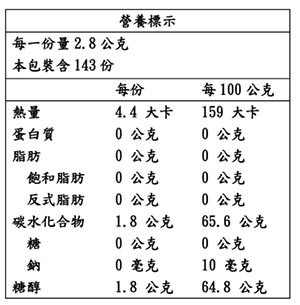 營養標示
每一份量 2.8 公克
本包裝含 143 份
每份 每 100 公克
熱量 4.4 大卡 159 大卡
蛋白質 0 公克 0 公克
脂肪 0 公克 0 公克
飽和脂肪 0 公克 0 公克
反式脂肪 0 公克 0 公克
碳水化合物 1.8 公克 65.6 公克
糖 0 公克 0 公克
鈉 0 毫克 10 毫克
糖醇 1.8 公克 64.8 公克